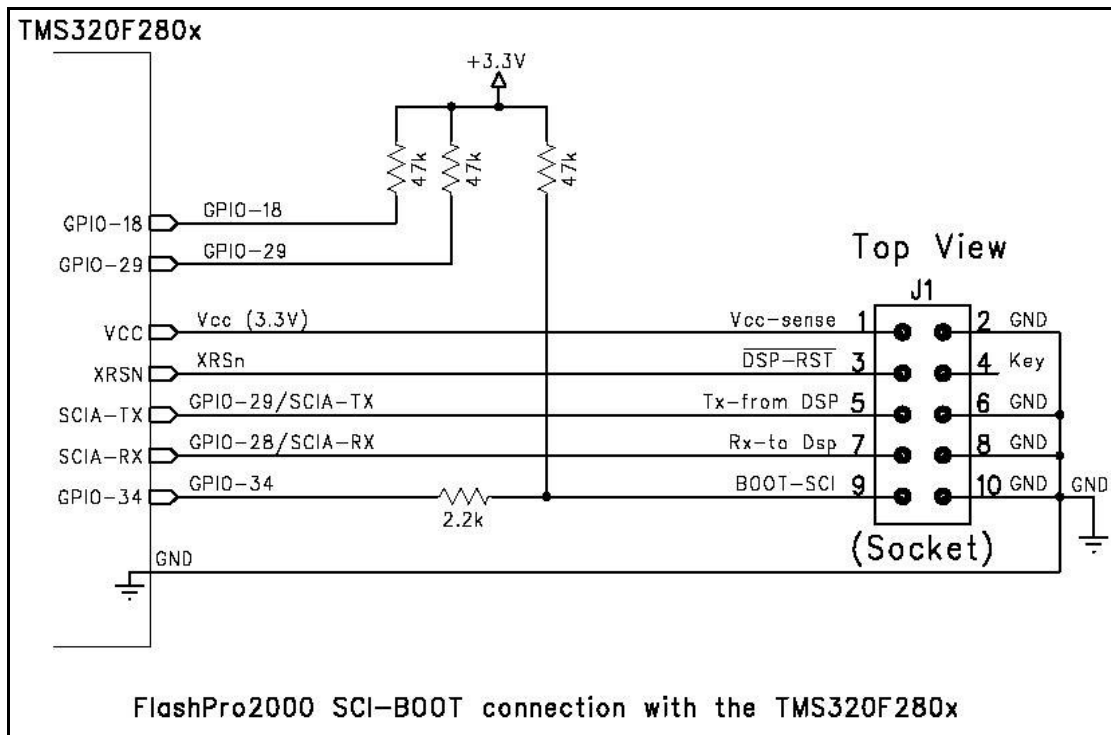 TMS320F280x
+3.3V
47k
47k
47k
GPIO-18 GPIO-18
GPIO-29 GPIO-29
Top View
J1
VCC Vcc (3.3V) Vcc-sense 1 2 GND
XRSN XRSn DSP-RST 3 4 Key
SCIA-TX GPIO-29/SCIA-TX Tx-from DSP 5 6 GND
SCIA-RX GPIO-28/SCIA-RX Rx-to Dsp 7 8 GND
GPIO-34 GPIO-34 BOOT-SCI 9 10 GND GND
2.2k
(Socket)
GND
FlashPro2000 SCI-BOOT connection with the TMS320F280x